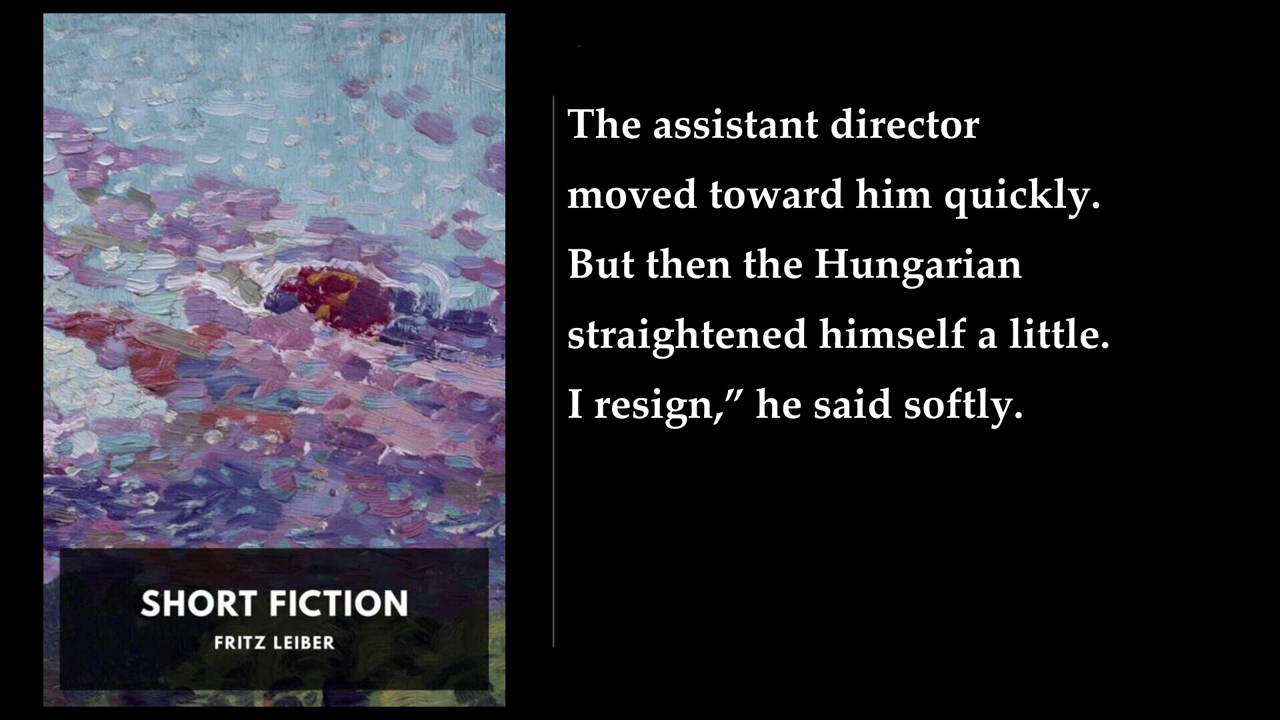 The assistant director
moved toward him quickly.
But then the Hungarian
straightened himself a little.
I resign,” he said softly.
SHORT FICTION
FRITZ LEIBER